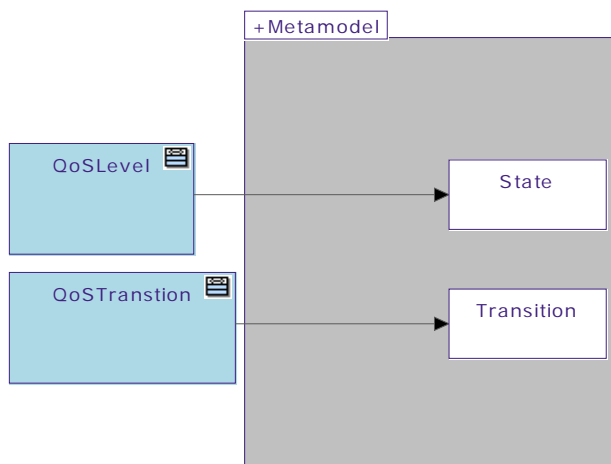 +Metamodel
QoSLevel
State
QoSTranstion
Transition